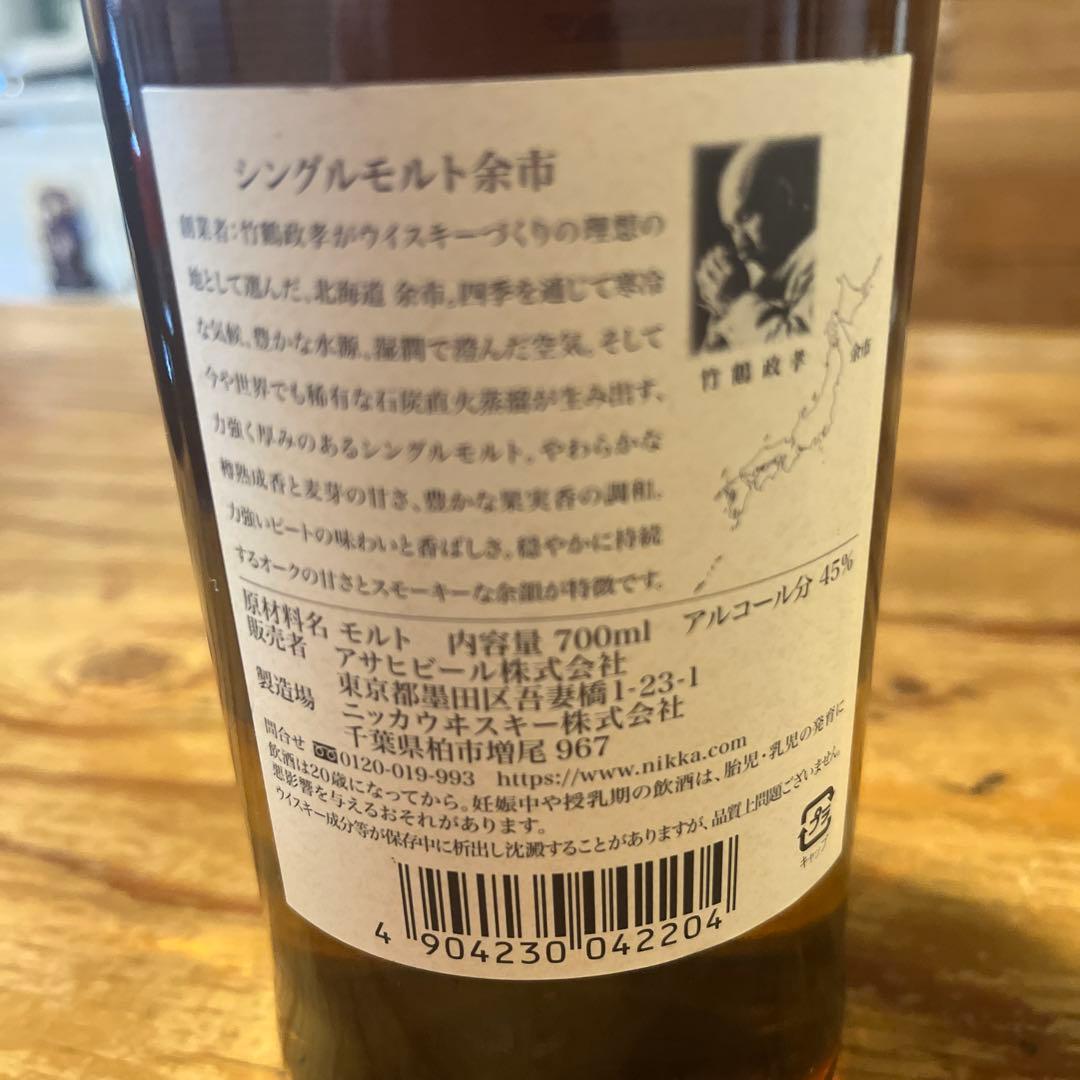 シングルモルト余市
創業者:竹鶴政孝がウイスキーづくりの理想の
地として選んだ、北海道 余市。四季を通じて寒冷
な気候、豊かな水源、湿潤で澄んだ空気。そして
今や世界でも稀有な石炭直火蒸溜が生み出す、
力強く厚みのあるシングルモルト。やわらかな
樽熟成香と麦芽の甘さ、豊かな果実香の調和。
力強いピートの味わいと香ばしさ。穏やかに持続
するオークの甘さとスモーキーな余韻が特徴です。
竹鶴政孝
余市
原材料名 モルト 内容量 700ml アルコール分 45%
販売者 アサヒビール株式会社
東京都墨田区吾妻橋1-23-1
製造場 ニッカウヰスキー株式会社
千葉県柏市増尾 967
問合せ 0120-019-993 https://www.nikka.com
飲酒は20歳になってから。妊娠中や授乳期の飲酒は、胎児・乳児の発育に
悪影響を与えるおそれがあります。
ウイスキー成分等が保存中に析出し沈澱することがありますが、品質上問題ございません。
プラ
キャップ
4 904230 042204